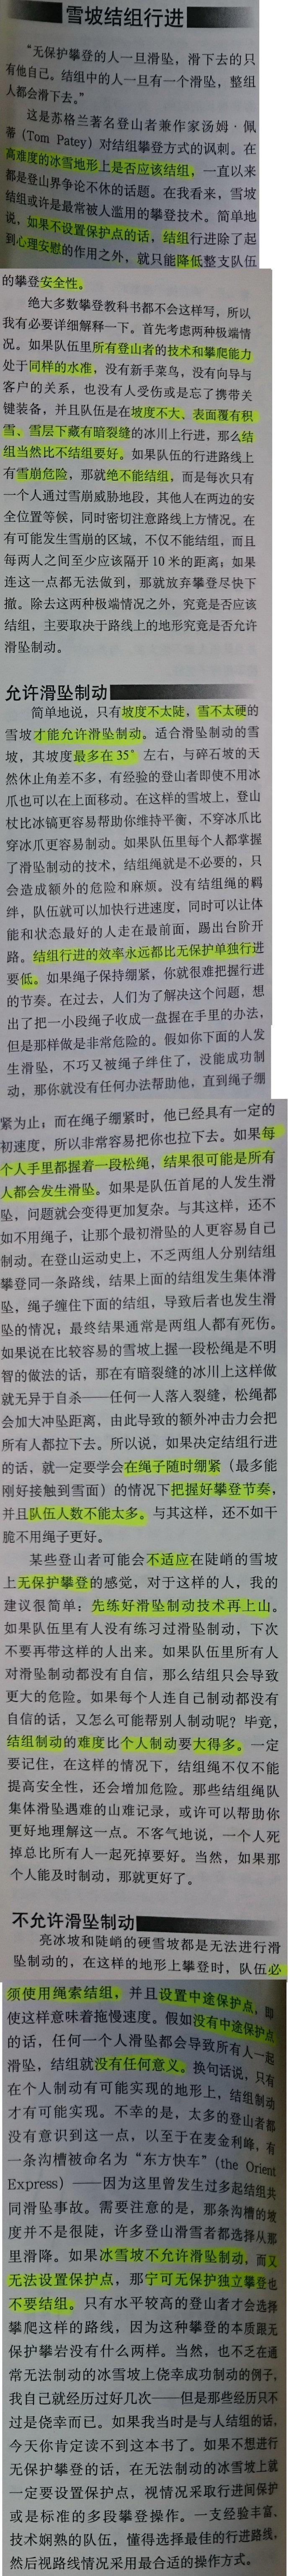 雪坡结组行进
“无保护攀登的人一旦滑坠，滑下去的只
有他自己。结组中的人一旦有一个滑坠，整组
人都会滑下去。”
这是苏格兰著名登山者兼作家汤姆·佩
蒂（Tom Patey）对结组攀登方式的讽刺。在
高难度的冰雪地形上是否应该结组，一直以来
都是登山界争论不休的话题。在我看来，雪坡
结组或许是最常被人滥用的攀登技术。简单地
说，如果不设置保护点的话，结组行进除了起
到心理安慰的作用之外，就只能降低整支队伍
的攀登安全性。
绝大多数攀登教科书都不会这样写，所以
我有必要详细解释一下。首先考虑两种极端情
况。如果队伍里所有登山者的技术和攀爬能力
处于同样的水准，没有新手菜鸟，没有向导与
客户的关系，也没有人受伤或是忘了携带关
键装备，并且队伍是在坡度不大、表面覆有积
雪、雪层下藏有暗裂缝的冰川上行进，那么结
组当然比不结组要好。如果队伍的行进路线上
有雪崩危险，那就绝不能结组，而是每次只有
一个人通过雪崩威胁地段，其他人在两边的安
全位置等候，同时密切注意路线上方情况。在
有可能发生雪崩的区域，不仅不能结组，而且
每两人之间至少应该隔开 10 米的距离；如果
连这一点都无法做到，那就放弃攀登尽快下
撤。除去这两种极端情况之外，究竟是否应该
结组，主要取决于路线上的地形究竟是否允许
滑坠制动。
允许滑坠制动
简单地说，只有坡度不太陡，雪不太硬的
雪坡才能允许滑坠制动。适合滑坠制动的雪
坡，其坡度最多在 35° 左右，与碎石坡的天
然休止角差不多，有经验的登山者即使不用冰
爪也可以在上面移动。在这样的雪坡上，登山
杖比冰镐更容易帮助你维持平衡，不穿冰爪比
穿冰爪更容易制动。如果队伍里每个人都掌握
了滑坠制动的技术，结组绳就是不必要的，只
会造成额外的危险和麻烦。没有结组绳的羁
绊，队伍就可以加快行进速度，同时可以让体
能和状态最好的人走在最前面，踢出台阶开
路。结组行进的效率永远都比无保护单独行进
要低。如果绳子保持绷紧，你就很难把握行进
的节奏。在过去，人们为了解决这个问题，想
出了把一小段绳子收成一盘握在手里的办法，
但是那样做是非常危险的。假如你下面的人发
生滑坠，不巧又被绳子绊住了，没能成功制
动，那你就没有任何办法帮助他，直到绳子绷
紧为止；而在绳子绷紧时，他已经具有一定的
初速度，所以非常容易把你也拉下去。如果每
个人手里都握着一段松绳，结果很可能是所有
人都会发生滑坠。如果是队伍首尾的人发生滑
坠，问题就会变得更加复杂。与其这样，还不
如不用绳子，让那个最初滑坠的人更容易自己
制动。在登山运动史上，不乏两组人分别结组
攀登同一条路线，结果上面的结组发生集体滑
坠，绳子缠住下面的结组，导致后者也发生滑
坠的情况；最终结果通常是两组人都有死伤。
如果说在比较容易的雪坡上握一段松绳是不明
智的做法的话，那在有暗裂缝的冰川上这样做
就无异于自杀——任何一人落入裂缝，松绳都
会加大冲坠距离，由此导致的额外冲击力会把
所有人都拉下去。所以说，如果决定结组行进
的话，就一定要学会在绳子随时绷紧（最多能
刚好接触到雪面）的情况下把握好攀登节奏，
并且队伍人数不能太多。与其这样，还不如干
脆不用绳子更好。
某些登山者可能会不适应在陡峭的雪坡
上无保护攀登的感觉，对于这样的人，我的
建议很简单：先练好滑坠制动技术再上山。
如果队伍里有人没有练习过滑坠制动，下次
不要再带这样的人出来。如果队伍里所有人
对滑坠制动都没有自信，那么结组只会导致
更大的危险。如果每个人连自己制动都没有
自信的话，又怎么可能帮别人制动呢？毕竟，
结组制动的难度比个人制动要大得多。一定
要记住，在这样的情况下，结组绳不仅不能
提高安全性，还会增加危险。那些结组绳队
集体滑坠遇难的山难记录，或许可以帮助你
更好地理解这一点。不客气地说，一个人死
掉总比所有人一起死掉要好。当然，如果那
个人能及时制动，那就更好了。
不允许滑坠制动
亮冰坡和陡峭的硬雪坡都是无法进行滑
坠制动的，在这样的地形上攀登时，队伍必
须使用绳索结组，并且设置中途保护点，即
使这样意味着拖慢速度。假如没有中途保护点
的话，任何一个人滑坠都会导致所有人一起
滑坠，结组就没有任何意义。换句话说，只有
在个人制动有可能实现的地形上，结组制动
才有可能实现。不幸的是，太多的登山者都
没有意识到这一点，以至于在麦金利峰，有
一条沟槽被命名为“东方快车”（the Orient
Express）——因为这里曾发生过多起结组共
同滑坠事故。需要注意的是，那条沟槽的坡
度并不是很陡，许多登山滑雪者都选择从那
里滑降。如果冰雪坡不允许滑坠制动，而又
无法设置保护点，那宁可无保护独立攀登也
不要结组。只有水平较高的登山者才会选择
攀爬这样的路线，因为这种攀登的本质跟无
保护攀岩没有什么两样。当然，也不乏在通
常无法制动的冰雪坡上侥幸成功制动的例子，
我自己就经历过好几次——但是那些经历只不
过是侥幸而已。如果我当时是与人结组的话，
今天你肯定读不到这本书了。如果不想进行
无保护攀登的话，在无法制动的冰雪坡上就
一定要设置保护点，视情况采取行进间保护
或是标准的多段攀登操作。一支经验丰富、
技术娴熟的队伍，懂得选择最佳的行进路线，
然后视路线情况采用最合适的操作方式。